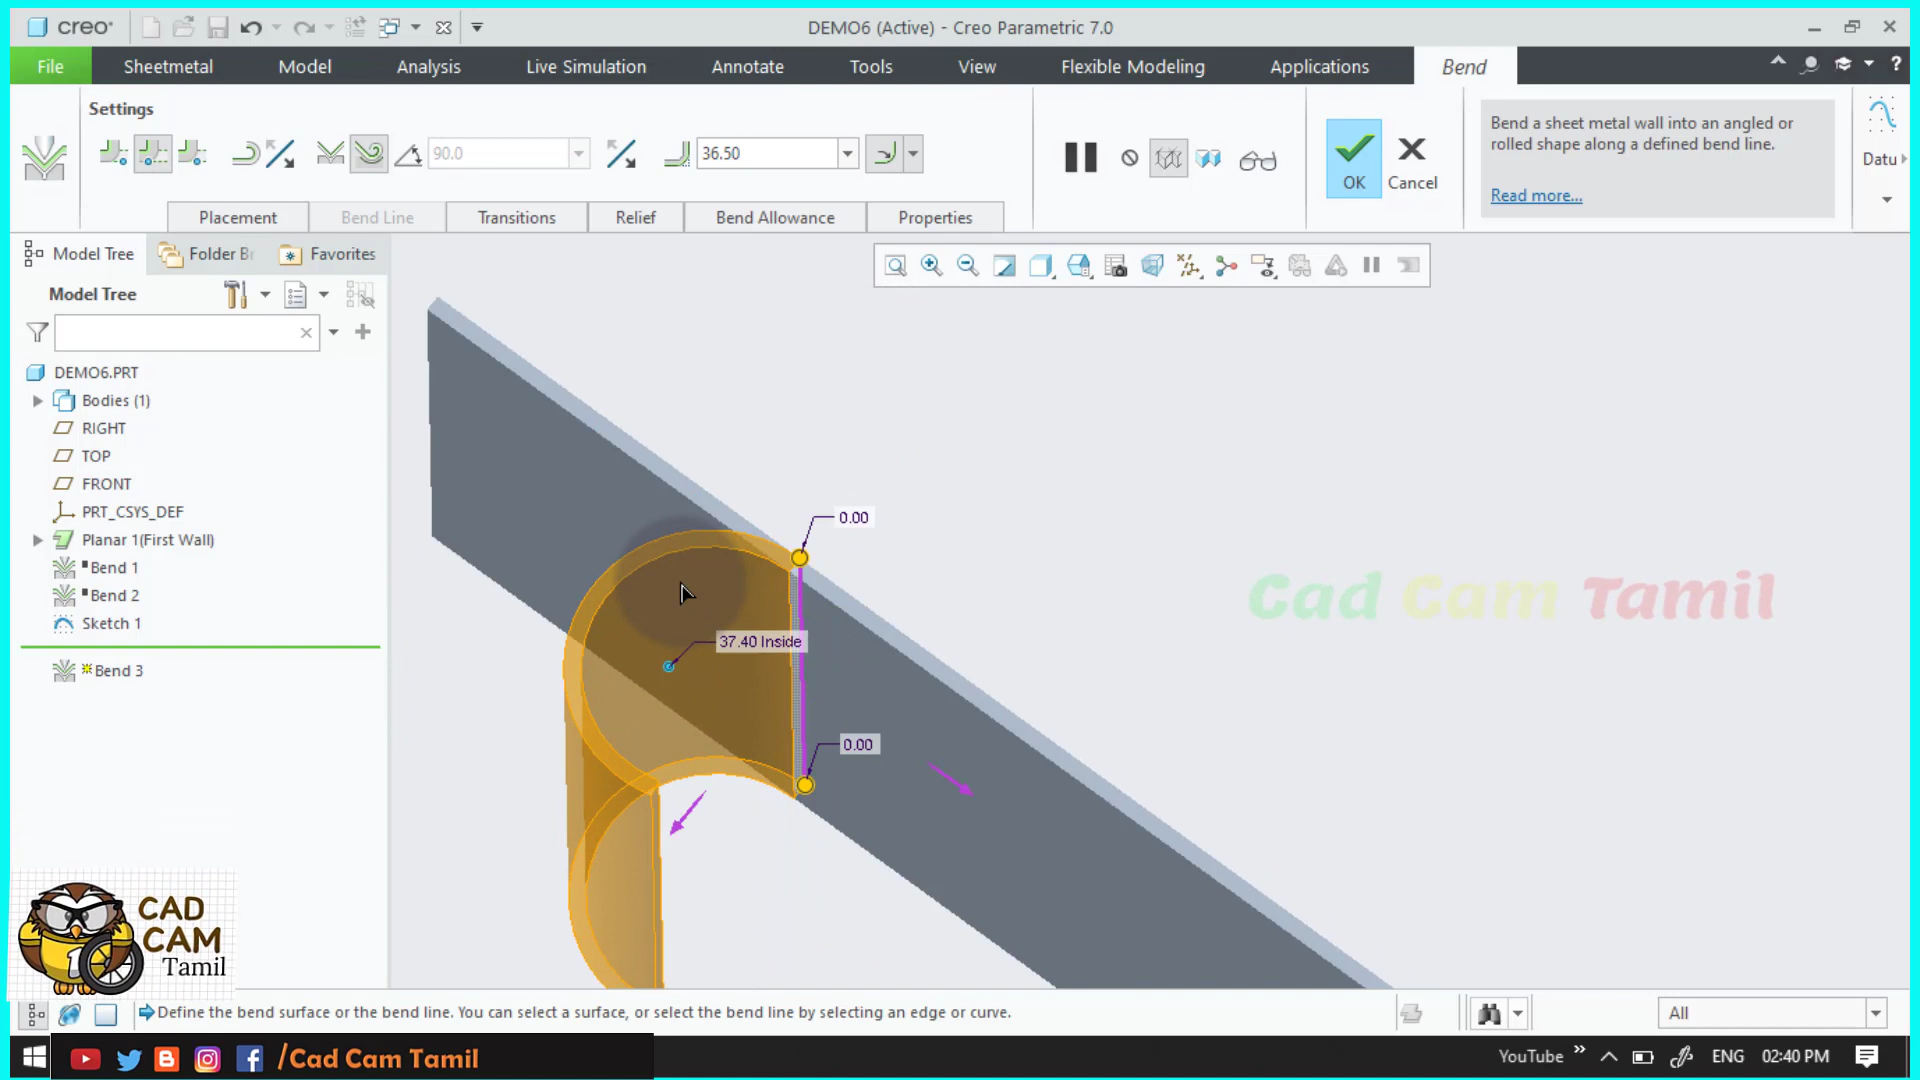 creo
DEMO6 (Active) - Creo Parametric 7.0
File
Sheetmetal
Model
Analysis
Live Simulation
Annotate
Tools
View
Flexible Modeling
Applications
Bend
Settings
90.0
36.50
OK
Cancel
Bend a sheet metal wall into an angled or
rolled shape along a defined bend line.
Read more...
Datu
Placement
Bend Line
Transitions
Relief
Bend Allowance
Properties
Model Tree
Folder Br
Favorites
Model Tree
DEMO6.PRT
Bodies (1)
RIGHT
TOP
FRONT
PRT_CSYS_DEF
Planar 1(First Wall)
Bend 1
Bend 2
Sketch 1
Bend 3
0.00
37.40 Inside
0.00
Cad Cam Tamil
CAD
CAM
Tamil
Define the bend surface or the bend line. You can select a surface, or select the bend line by selecting an edge or curve.
All
/Cad Cam Tamil
YouTube
ENG
02:40 PM